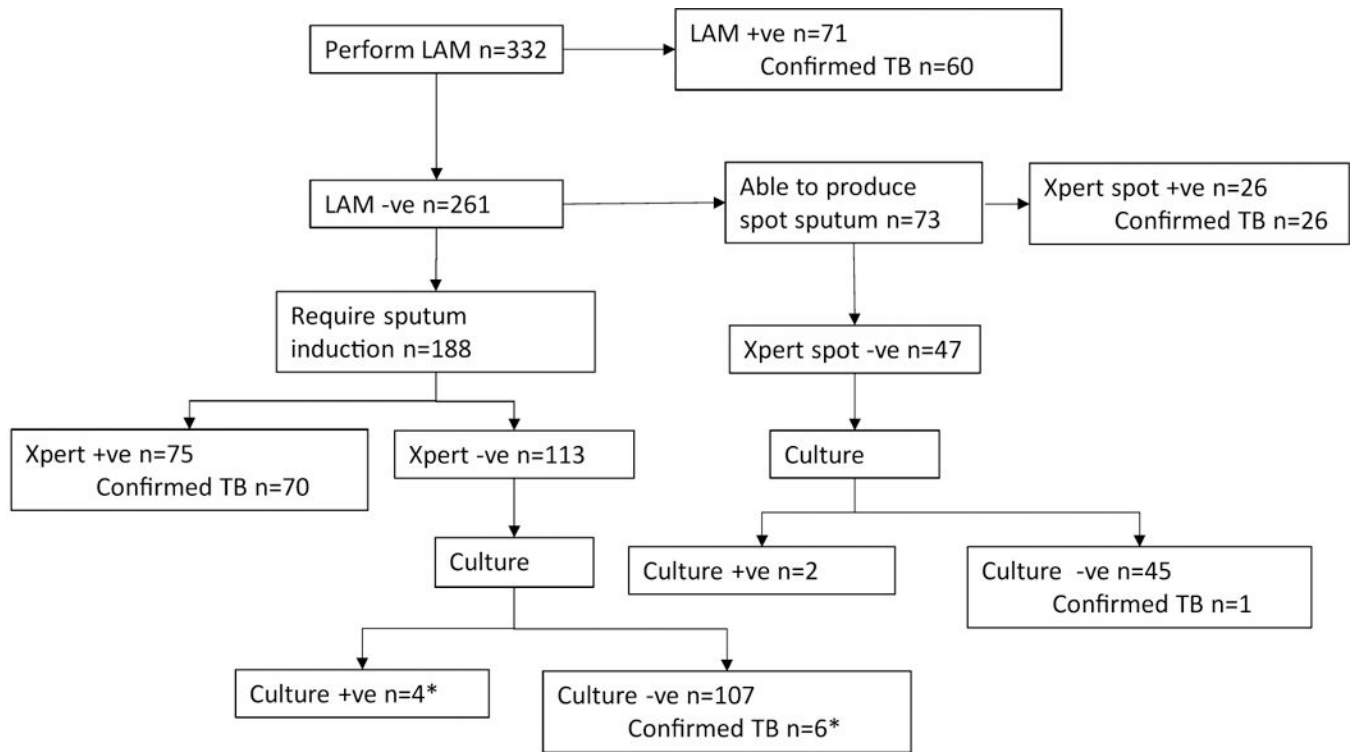 Perform LAM n=332
LAM +ve n=71
Confirmed TB n=60
LAM -ve n=261
Able to produce
spot sputum n=73
Xpert spot +ve n=26
Confirmed TB n=26
Require sputum
induction n=188
Xpert spot -ve n=47
Xpert +ve n=75
Confirmed TB n=70
Xpert -ve n=113
Culture
Culture
Culture +ve n=2
Culture -ve n=45
Confirmed TB n=1
Culture +ve n=4*
Culture -ve n=107
Confirmed TB n=6*